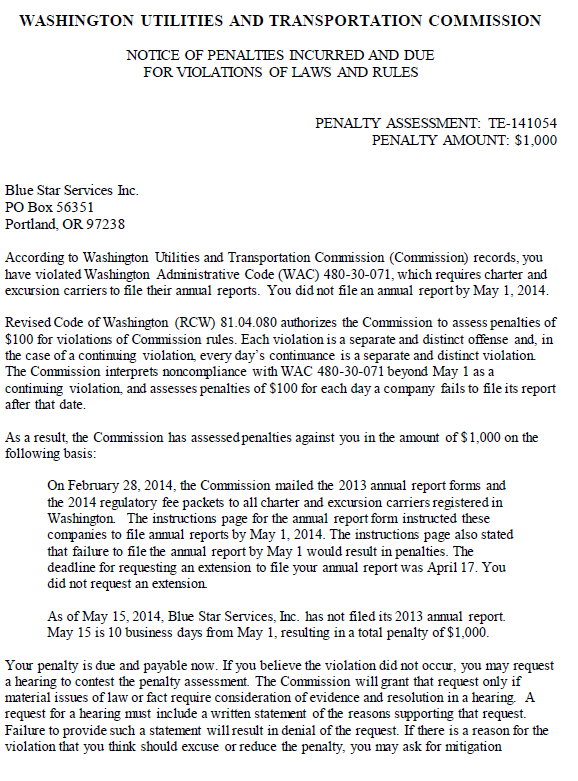 WASHINGTON UTILITIES AND TRANSPORTATION COMMISSION
NOTICE OF PENALTIES INCURRED AND DUE
FOR VIOLATIONS OF LAWS AND RULES
PENALTY ASSESSMENT: TE-141054
PENALTY AMOUNT: $1,000
Blue Star Services Inc.
PO Box 56351
Portland, OR 97238
According to Washington Utilities and Transportation Commission (Commission) records, you
have violated Washington Administrative Code (WAC) 480-30-071, which requires charter and
excursion carriers to file their annual reports. You did not file an annual report by May 1, 2014.
Revised Code of Washington (RCW) 81.04.080 authorizes the Commission to assess penalties of
$100 for violations of Commission rules. Each violation is a separate and distinct offense and, in
the case of a continuing violation, every day's continuance is a separate and distinct violation.
The Commission interprets noncompliance with WAC 480-30-071 beyond May 1 as a
continuing violation, and assesses penalties of $100 for each day a company fails to file its report
after that date.
As a result, the Commission has assessed penalties against you in the amount of $1,000 on the
following basis:
On February 28, 2014, the Commission mailed the 2013 annual report forms and
the 2014 regulatory fee packets to all charter and excursion carriers registered in
Washington. The instructions page for the annual report form instructed these
companies to file annual reports by May 1, 2014. The instructions page also stated
that failure to file the annual report by May 1 would result in penalties. The
deadline for requesting an extension to file your annual report was April 17. You
did not request an extension.
As of May 15, 2014, Blue Star Services, Inc. has not filed its 2013 annual report.
May 15 is 10 business days from May 1, resulting in a total penalty of $1,000.
Your penalty is due and payable now. If you believe the violation did not occur, you may request
a hearing to contest the penalty assessment. The Commission will grant that request only if
material issues of law or fact require consideration of evidence and resolution in a hearing. A
request for a hearing must include a written statement of the reasons supporting that request.
Failure to provide such a statement will result in denial of the request. If there is a reason for the
violation that you think should excuse or reduce the penalty, you may ask for mitigation